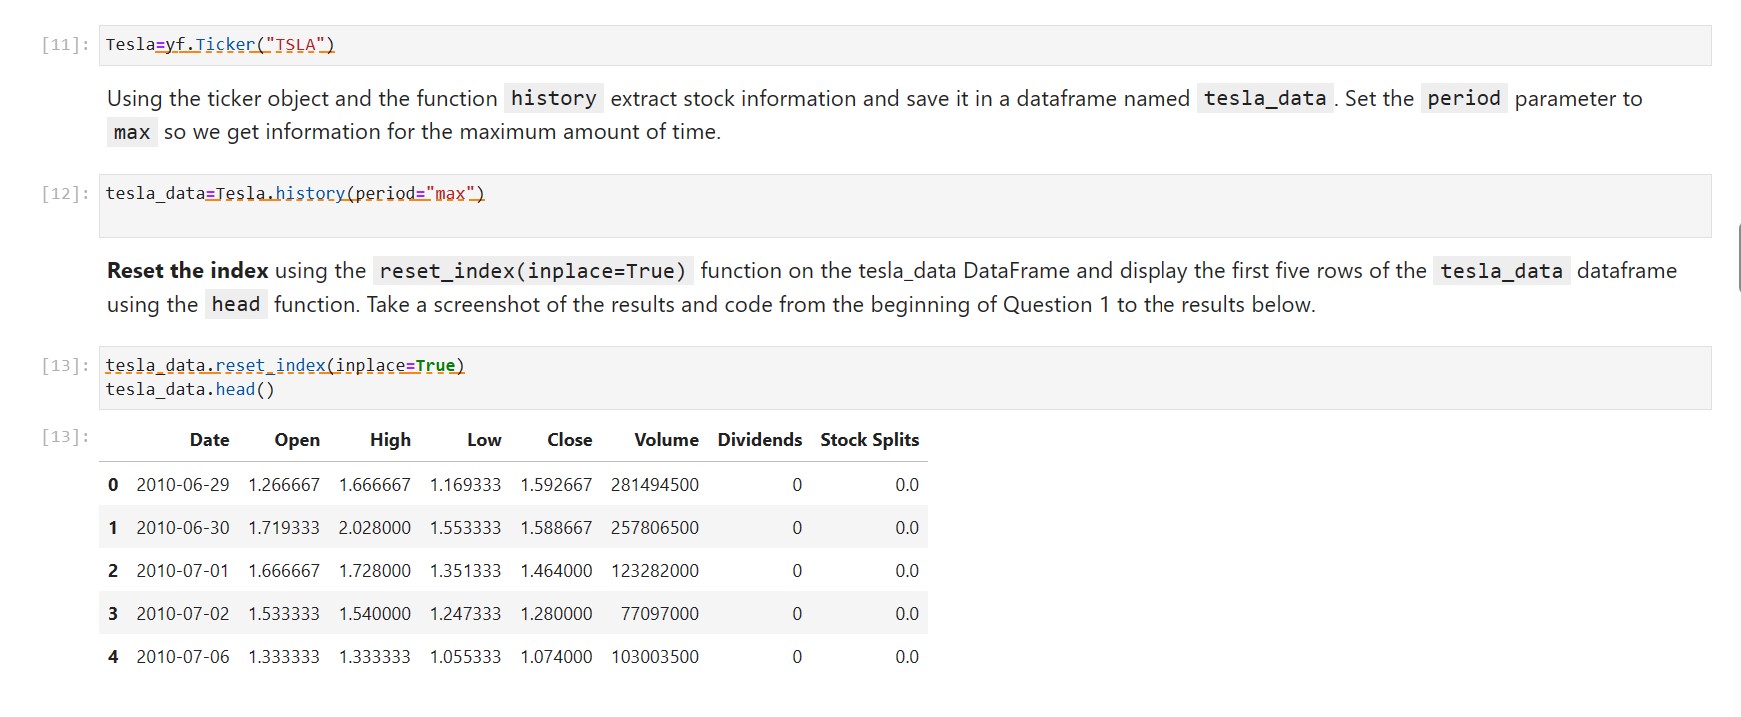 [11]: Tesla=yf.Ticker("TSLA")
Using the ticker object and the function history extract stock information and save it in a dataframe named tesla_data. Set the period parameter to
max so we get information for the maximum amount of time.
[12]: tesla_data=Tesla.history(period="max")
Reset the index using the reset_index(inplace=True) function on the tesla_data DataFrame and display the first five rows of the tesla_data dataframe
using the head function. Take a screenshot of the results and code from the beginning of Question 1 to the results below.
[13]: tesla_data.reset_index(inplace=True)
tesla_data.head()
[13]: Date Open High Low Close Volume Dividends Stock Splits
0 2010-06-29 1.266667 1.666667 1.169333 1.592667 281494500 0 0.0
1 2010-06-30 1.719333 2.028000 1.553333 1.588667 257806500 0 0.0
2 2010-07-01 1.666667 1.728000 1.351333 1.464000 123282000 0 0.0
3 2010-07-02 1.533333 1.540000 1.247333 1.280000 77097000 0 0.0
4 2010-07-06 1.333333 1.333333 1.055333 1.074000 103003500 0 0.0